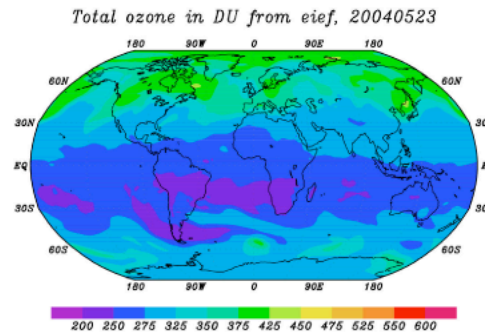 Total ozone in DU from eief, 20040523
180 90W 0 90E 180
60N 60N
30N 30N
EQ EQ
30S 30S
60S 60S
180 90W 0 90E 180
200 250 275 325 350 375 425 450 475 525 550 600